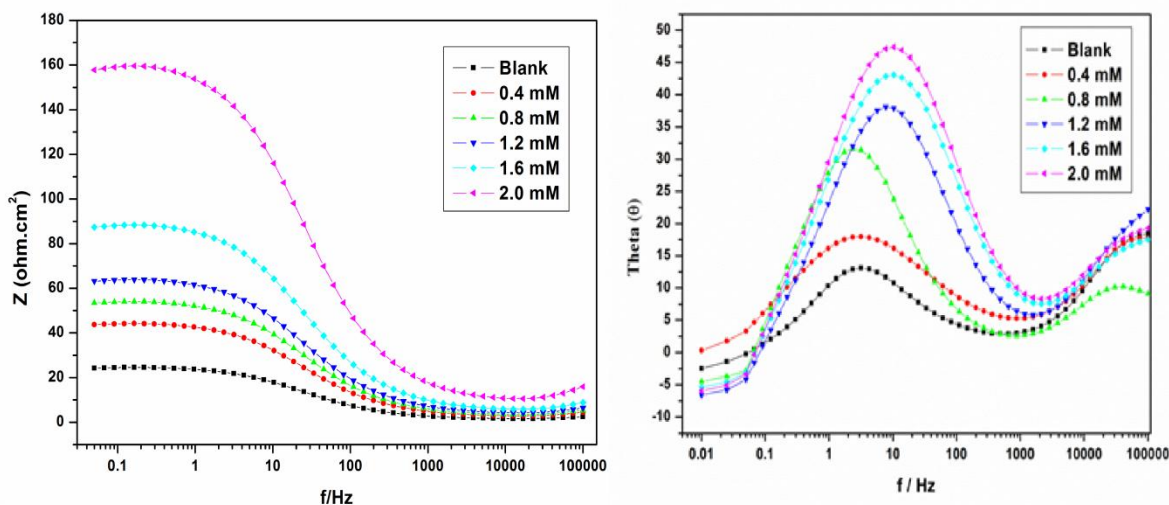 180
160
140
120
100
80
60
40
20
0
Z (ohm.cm²)
0.1 1 10 100 1000 10000 100000
f/Hz
Blank
0.4 mM
0.8 mM
1.2 mM
1.6 mM
2.0 mM
50
45
40
35
30
25
20
15
10
5
0
-5
-10
Theta (θ)
0.01 0.1 1 10 100 1000 10000 100000
f / Hz
Blank
0.4 mM
0.8 mM
1.2 mM
1.6 mM
2.0 mM